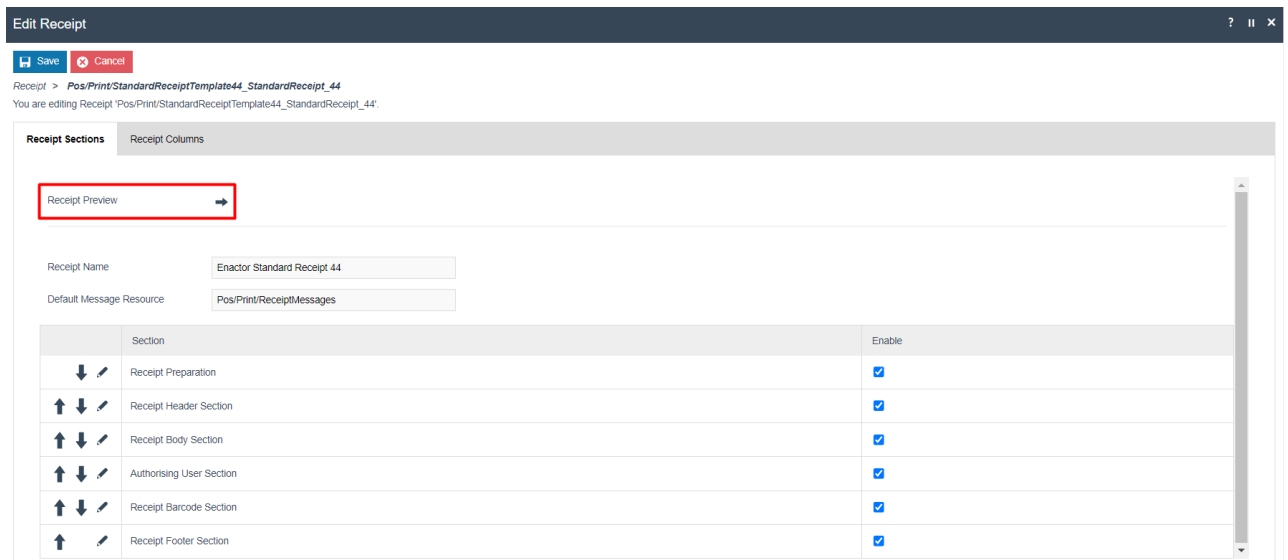 Edit Receipt
?
Save Cancel
Receipt > Pos/Print/StandardReceiptTemplate44_StandardReceipt_44
You are editing Receipt 'Pos/Print/StandardReceiptTemplate44_StandardReceipt_44'.
Receipt Sections Receipt Columns
Receipt Preview
Receipt Name Enactor Standard Receipt 44
Default Message Resource Pos/Print/ReceiptMessages
Section Enable
Receipt Preparation
Receipt Header Section
Receipt Body Section
Authorising User Section
Receipt Barcode Section
Receipt Footer Section